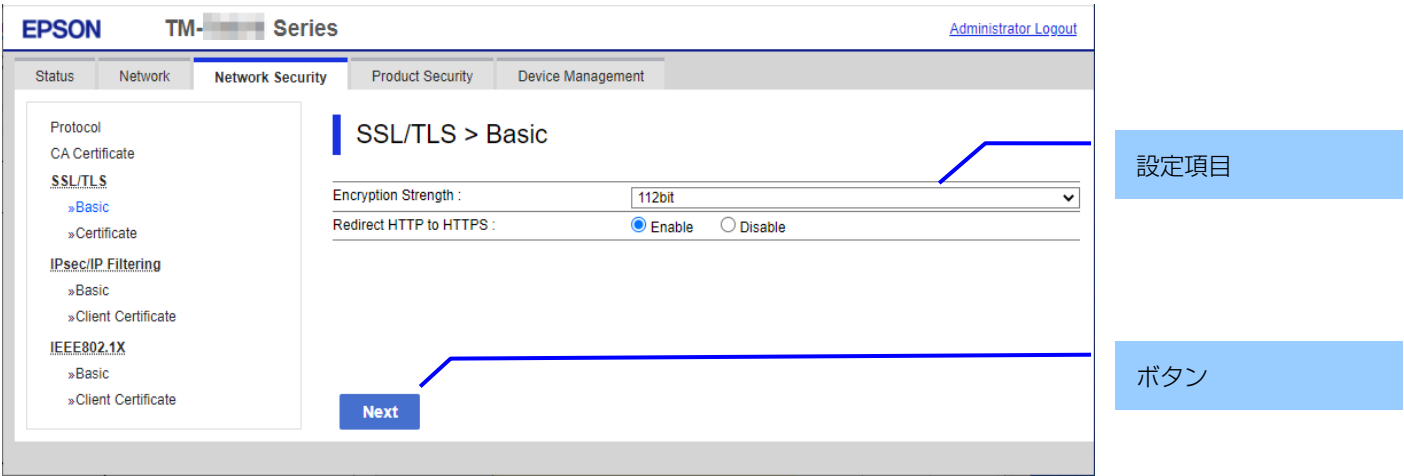 EPSON TM- Series Administrator Logout
Status Network Network Security Product Security Device Management
Protocol
CA Certificate
SSL/TLS
»Basic
»Certificate
IPsec/IP Filtering
»Basic
»Client Certificate
IEEE802.1X
»Basic
»Client Certificate
SSL/TLS > Basic
Encryption Strength : 112bit
Redirect HTTP to HTTPS : Enable Disable
Next
設定項目
ボタン